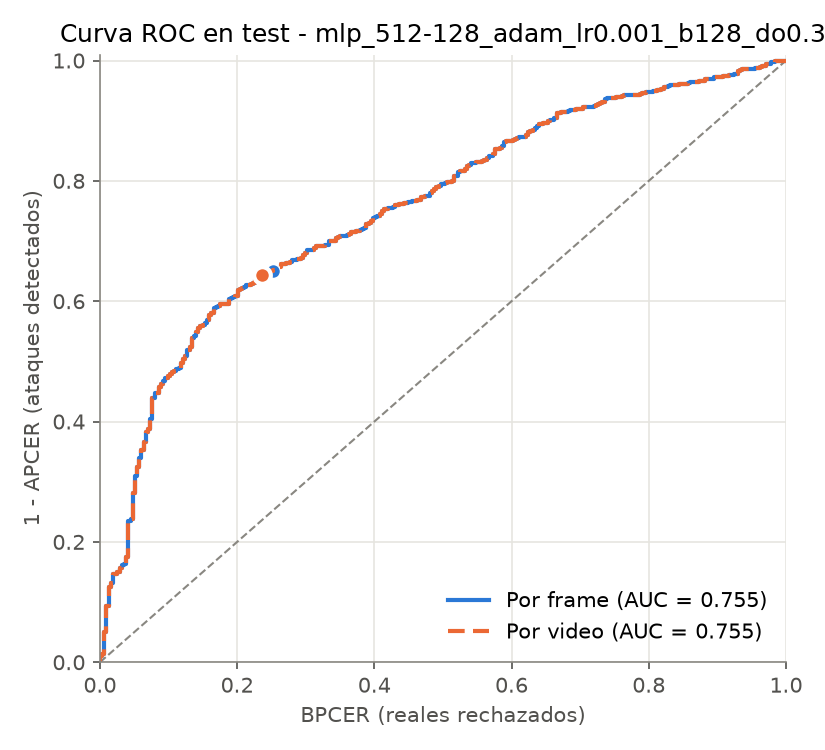 Curva ROC en test - mlp_512-128_adam_lr0.001_b128_do0.3
1.0
0.8
0.6
0.4
0.2
0.0
1 - APCER (ataques detectados)
Por frame (AUC = 0.755)
Por video (AUC = 0.755)
0.0 0.2 0.4 0.6 0.8 1.0
BPCER (reales rechazados)